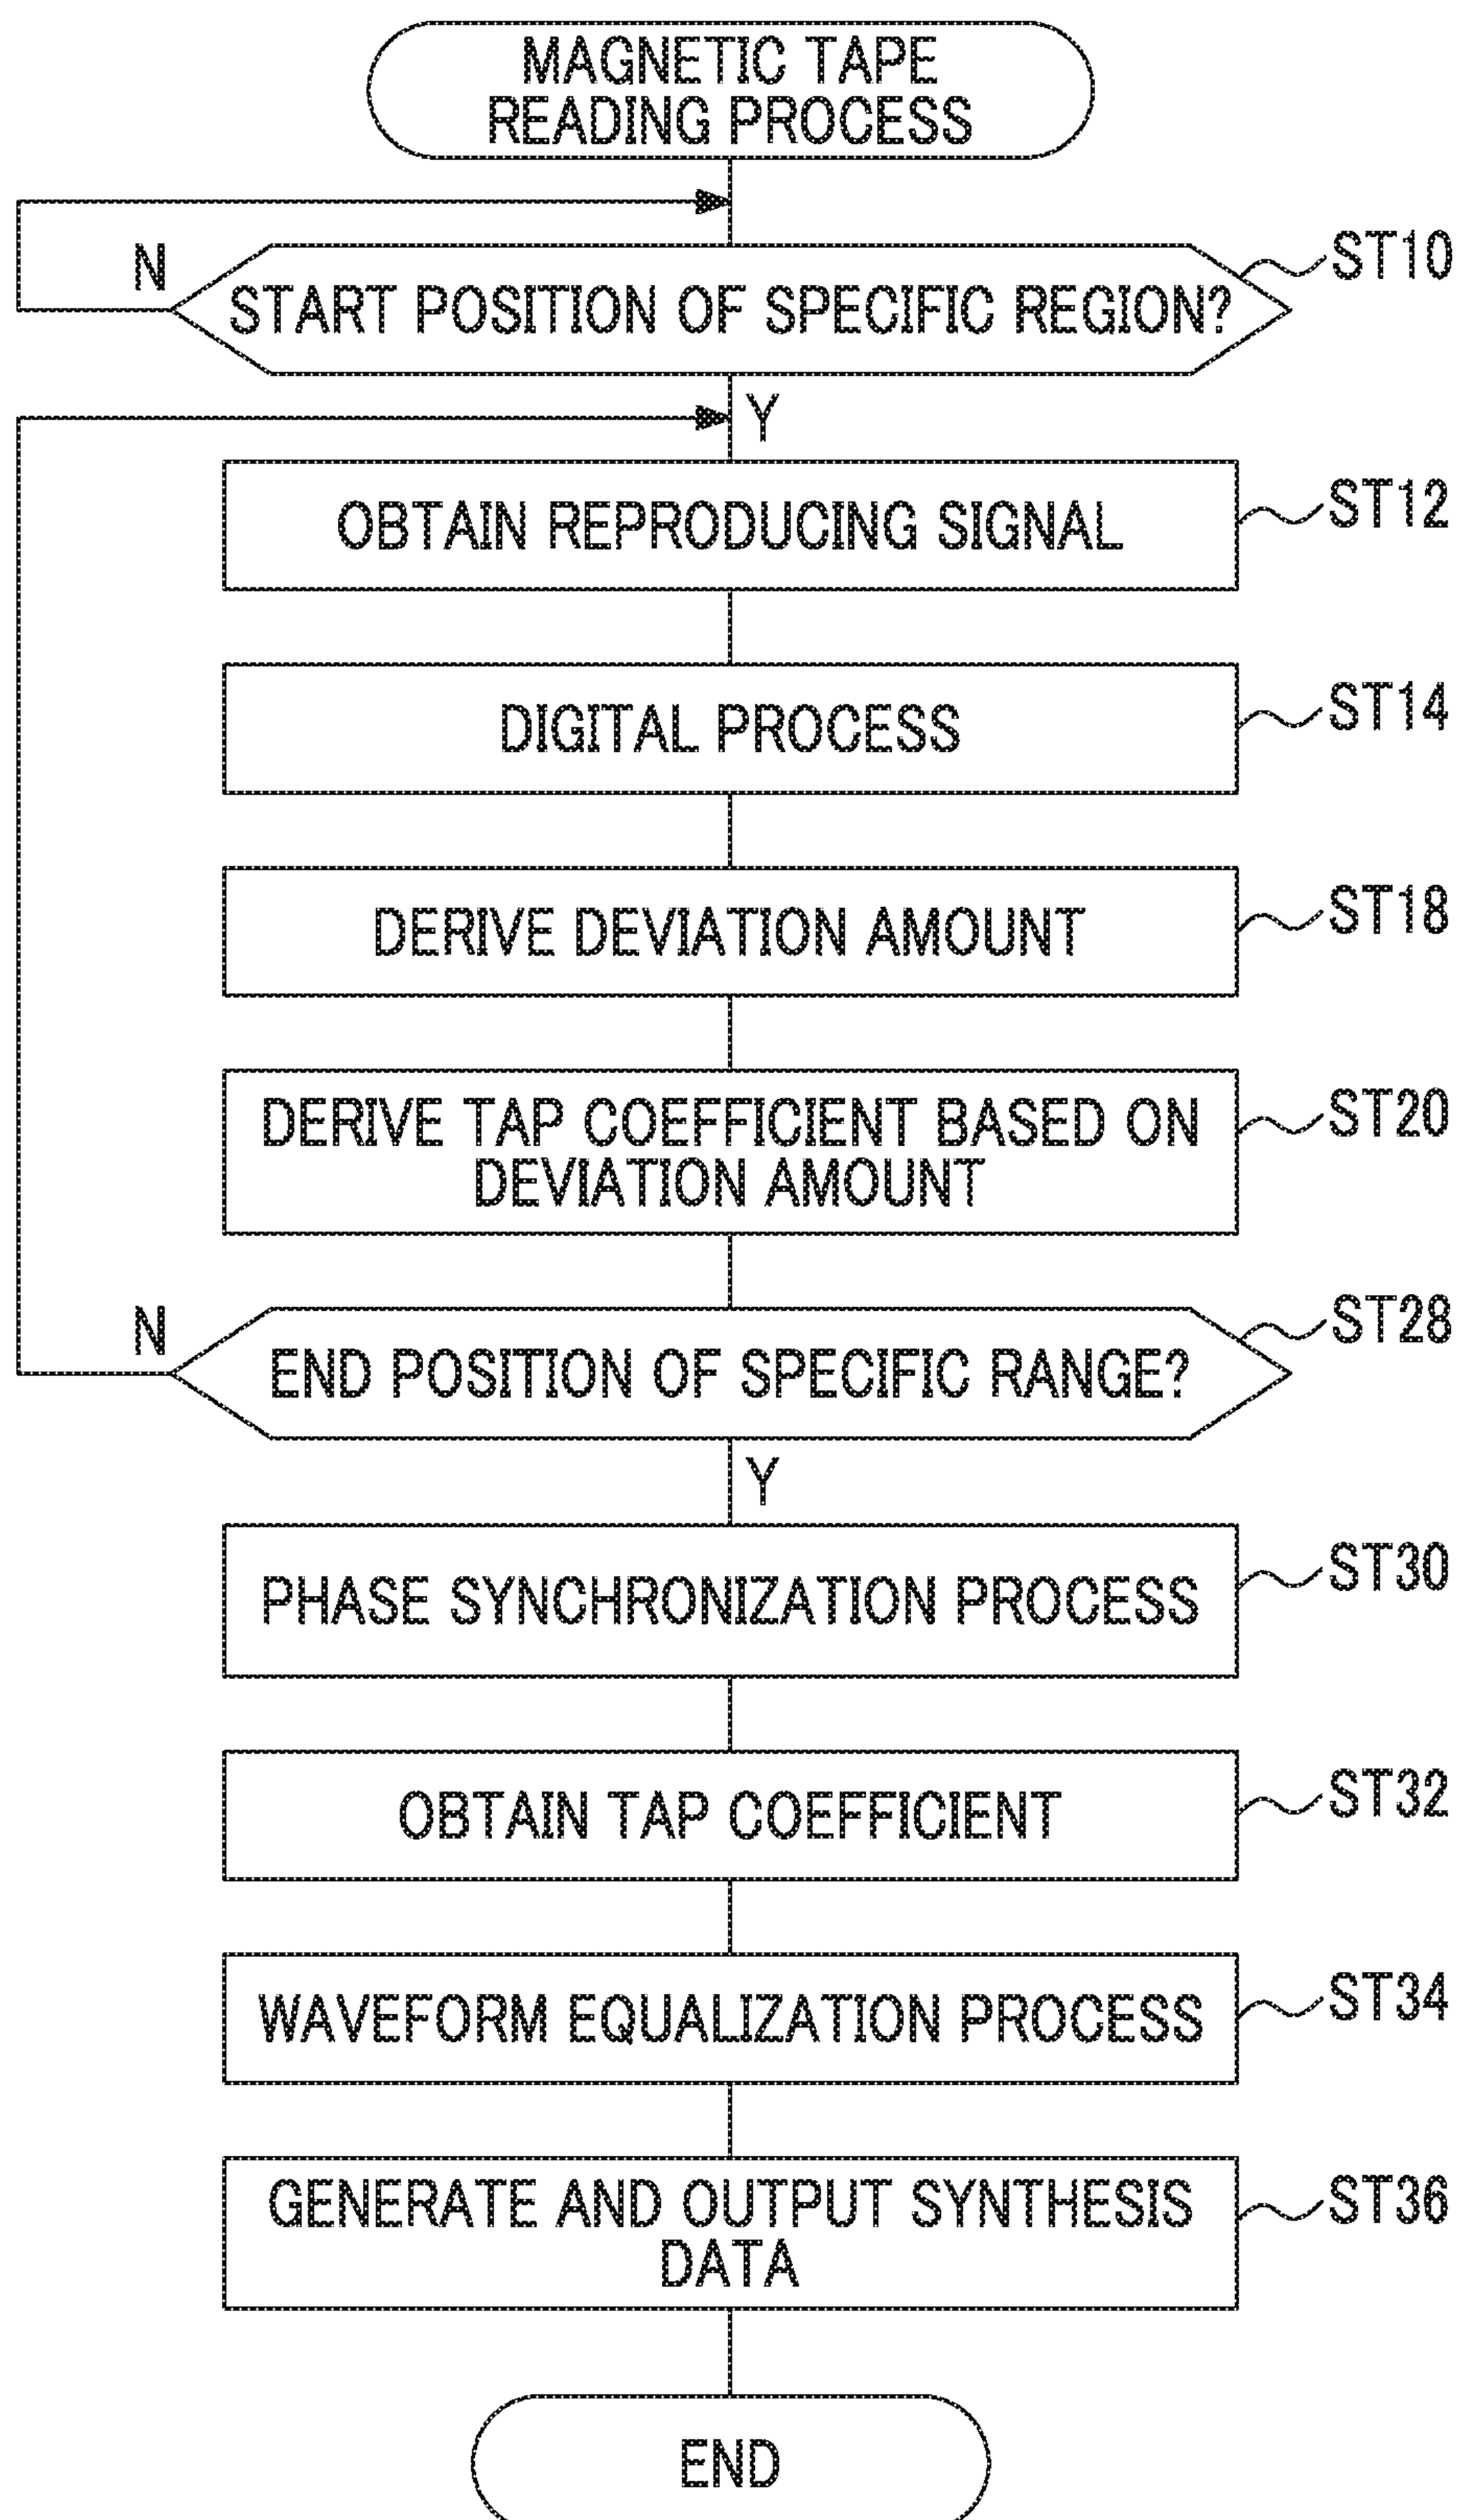 MAGNETIC TAPE
READING PROCESS
N
START POSITION OF SPECIFIC REGION?
ST10
Y
OBTAIN REPRODUCING SIGNAL
ST12
DIGITAL PROCESS
ST14
DERIVE DEVIATION AMOUNT
ST18
DERIVE TAP COEFFICIENT BASED ON
DEVIATION AMOUNT
ST20
N
END POSITION OF SPECIFIC RANGE?
ST28
Y
PHASE SYNCHRONIZATION PROCESS
ST30
OBTAIN TAP COEFFICIENT
ST32
WAVEFORM EQUALIZATION PROCESS
ST34
GENERATE AND OUTPUT SYNTHESIS
DATA
ST36
END